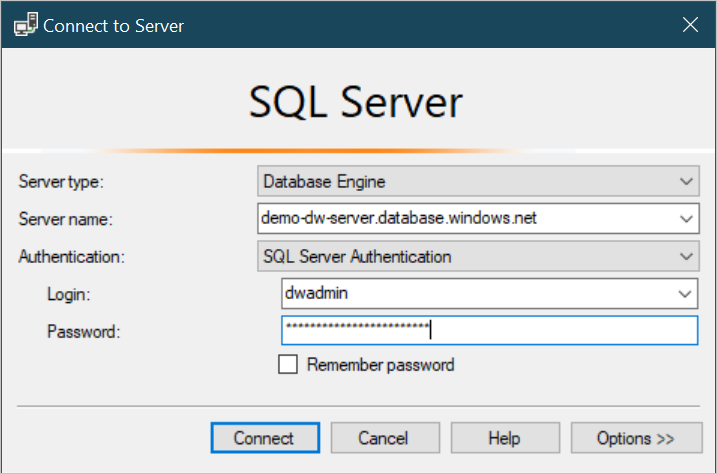 Connect to Server
SQL Server
Server type: Database Engine
Server name: demo-dw-server.database.windows.net
Authentication: SQL Server Authentication
Login: dwadmin
Password: ************************
Remember password
Connect Cancel Help Options >>